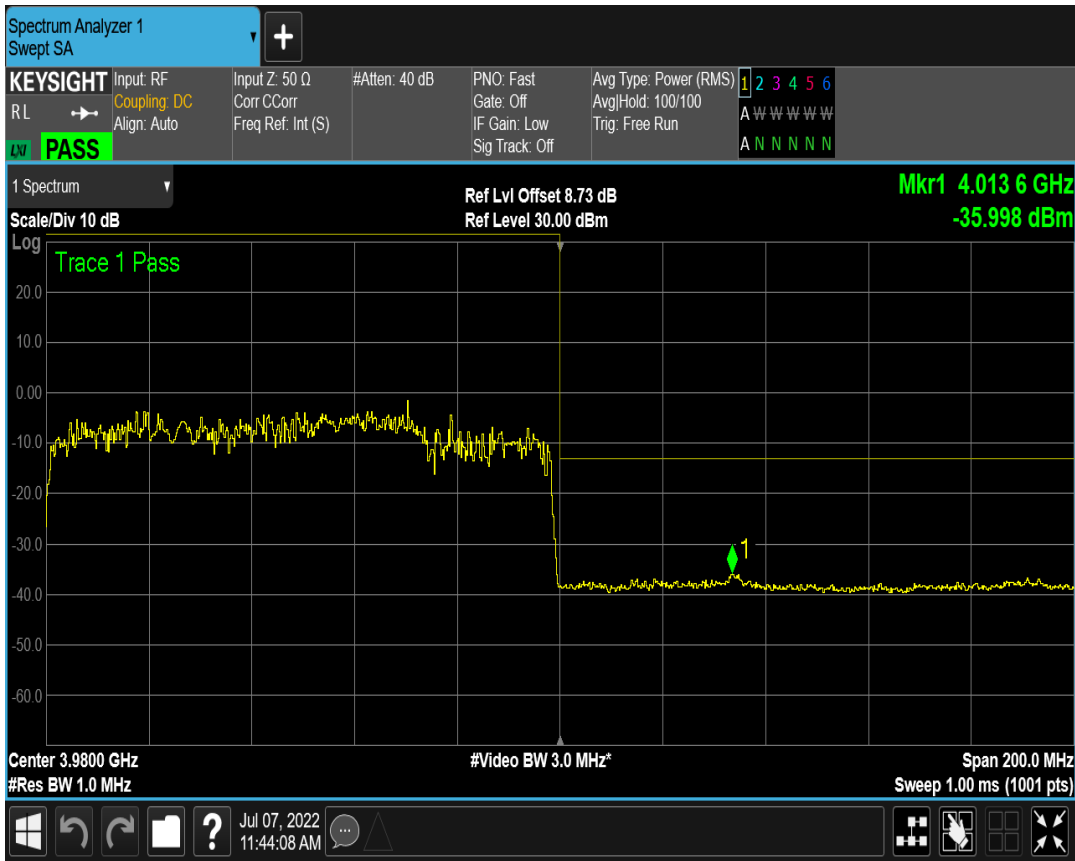 Spectrum Analyzer 1
Swept SA
+
KEYSIGHT
RL
LXI PASS
Input: RF
Coupling: DC
Align: Auto
Input Z: 50 Ω
Corr CCorr
Freq Ref: Int (S)
#Atten: 40 dB
PNO: Fast
Gate: Off
IF Gain: Low
Sig Track: Off
Avg Type: Power (RMS)
Avg|Hold: 100/100
Trig: Free Run
1 2 3 4 5 6
A W W W W W
A N N N N N
1 Spectrum
Scale/Div 10 dB
Ref Lvl Offset 8.73 dB
Ref Level 30.00 dBm
Mkr1 4.013 6 GHz
-35.998 dBm
Log
Trace 1 Pass
20.0
10.0
0.00
-10.0
-20.0
-30.0
1
-40.0
-50.0
-60.0
Center 3.9800 GHz
#Res BW 1.0 MHz
#Video BW 3.0 MHz*
Span 200.0 MHz
Sweep 1.00 ms (1001 pts)
?
Jul 07, 2022
11:44:08 AM